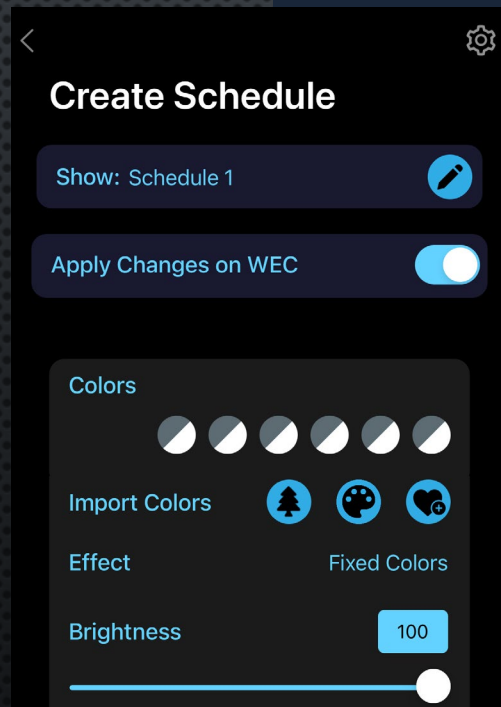 Create Schedule
Show: Schedule 1
Apply Changes on WEC
Colors
Import Colors
Effect Fixed Colors
Brightness 100